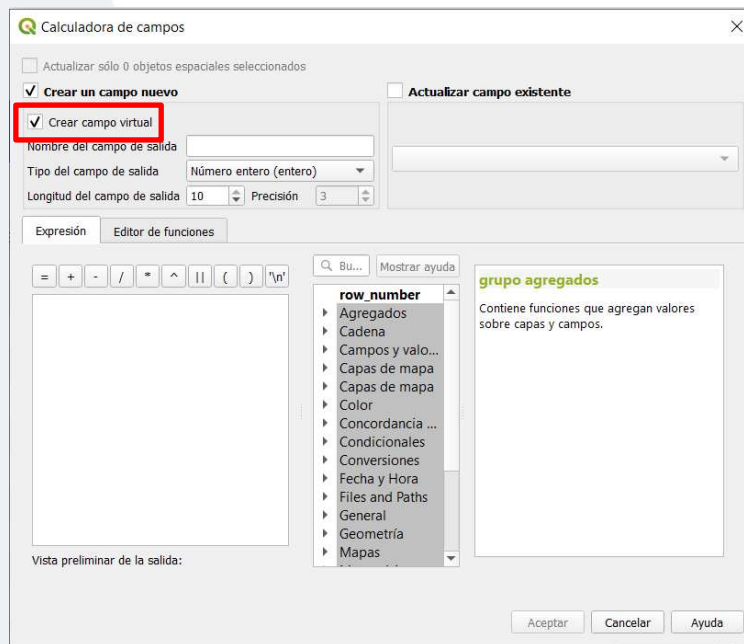 Calculadora de campos
Actualizar sólo 0 objetos espaciales seleccionados
Crear un campo nuevo
Actualizar campo existente
Crear campo virtual
Nombre del campo de salida
Tipo del campo de salida Número entero (entero)
Longitud del campo de salida 10 Precisión 3
Expresión Editor de funciones
= + - / * ^ || ( ) '\n'
Bu... Mostrar ayuda
row_number
Agregados
Cadena
Campos y valo...
Capas de mapa
Capas de mapa
Color
Concordancia ...
Condicionales
Conversiones
Fecha y Hora
Files and Paths
General
Geometría
Mapas
grupo agregados
Contiene funciones que agregan valores
sobre capas y campos.
Vista preliminar de la salida:
Aceptar Cancelar Ayuda